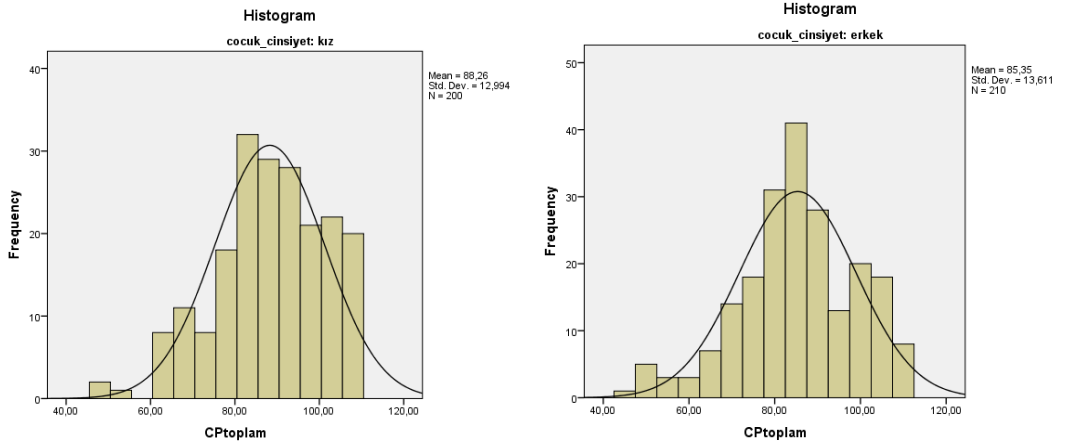 Histogram
cocuk_cinsiyet: kız
Mean = 88,26
Std. Dev. = 12,994
N = 200
40
30
20
10
0
Frequency
40,00 60,00 80,00 100,00 120,00
CPtoplam
Histogram
cocuk_cinsiyet: erkek
Mean = 85,35
Std. Dev. = 13,611
N = 210
50
40
30
20
10
0
Frequency
40,00 60,00 80,00 100,00 120,00
CPtoplam